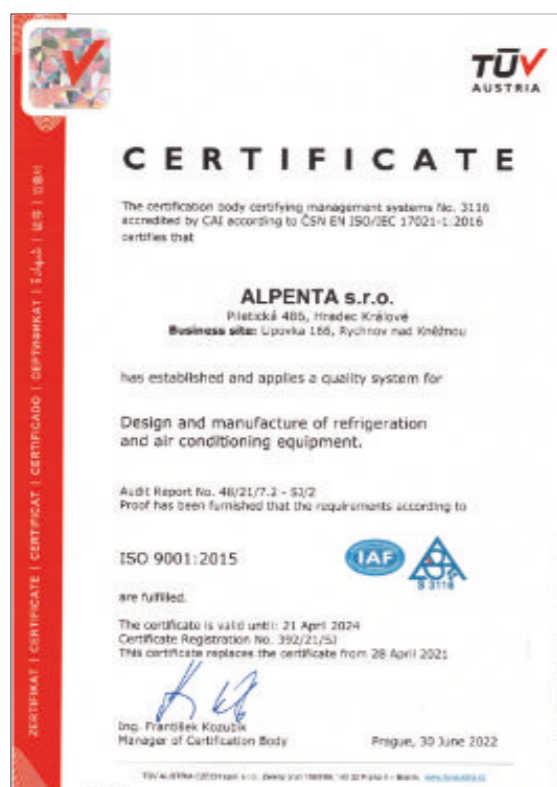 TÜV
AUSTRIA
CERTIFICATE
The certification body certifying management systems No. 3116
accredited by CAI according to ČSN EN ISO/IEC 17021-1:2016
certifies that
ALPENTA s.r.o.
Piletická 486, Hradec Králové
Business site: Lipovka 166, Rychnov nad Kněžnou
has established and applies a quality system for
Design and manufacture of refrigeration
and air conditioning equipment.
Audit Report No. 48/21/7.2 - SJ/2
Proof has been furnished that the requirements according to
ISO 9001:2015
IAF
S 3116
are fulfilled.
The certificate is valid until: 21 April 2024
Certificate Registration No. 392/21/SJ
This certificate replaces the certificate from 28 April 2021
Ing. František Kozubík
Manager of Certification Body
Prague, 30 June 2022
ZERTIFIKAT | CERTIFICATE | CERTIFICAT | CERTIFICADO | СЕРТИФИКАТ | شهادة